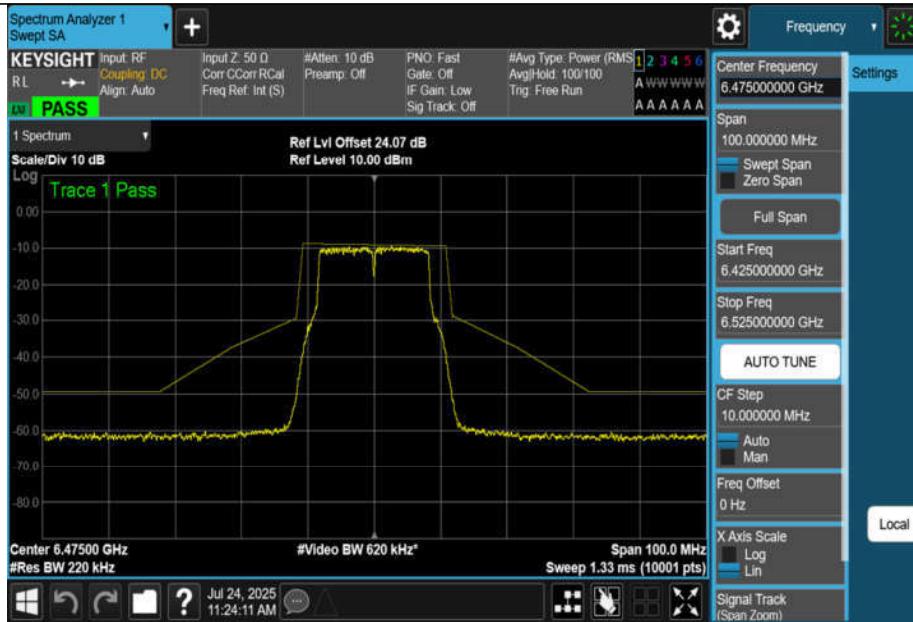 Spectrum Analyzer 1
Swept SA
Frequency
KEYSIGHT
RL
PASS
Input: RF
Coupling: DC
Align: Auto
Input Z: 50 Ω
Corr CCorr RCal
Freq Ref: Int (S)
#Atten: 10 dB
Preamp: Off
PNO: Fast
Gate: Off
IF Gain: Low
Sig Track: Off
#Avg Type: Power (RMS
Avg|Hold: 100/100
Trig: Free Run
1 2 3 4 5 6
A W W W W W
A A A A A A
1 Spectrum
Scale/Div 10 dB
Ref Lvl Offset 24.07 dB
Ref Level 10.00 dBm
Log
Trace 1 Pass
0.00
-10.0
-20.0
-30.0
-40.0
-50.0
-60.0
-70.0
-80.0
Center 6.47500 GHz
#Res BW 220 kHz
#Video BW 620 kHz*
Span 100.0 MHz
Sweep 1.33 ms (10001 pts)
Jul 24, 2025
11:24:11 AM
Center Frequency
6.475000000 GHz
Span
100.000000 MHz
Swept Span
Zero Span
Full Span
Start Freq
6.425000000 GHz
Stop Freq
6.525000000 GHz
AUTO TUNE
CF Step
10.000000 MHz
Auto
Man
Freq Offset
0 Hz
X Axis Scale
Log
Lin
Signal Track
(Span Zoom)
Settings
Local